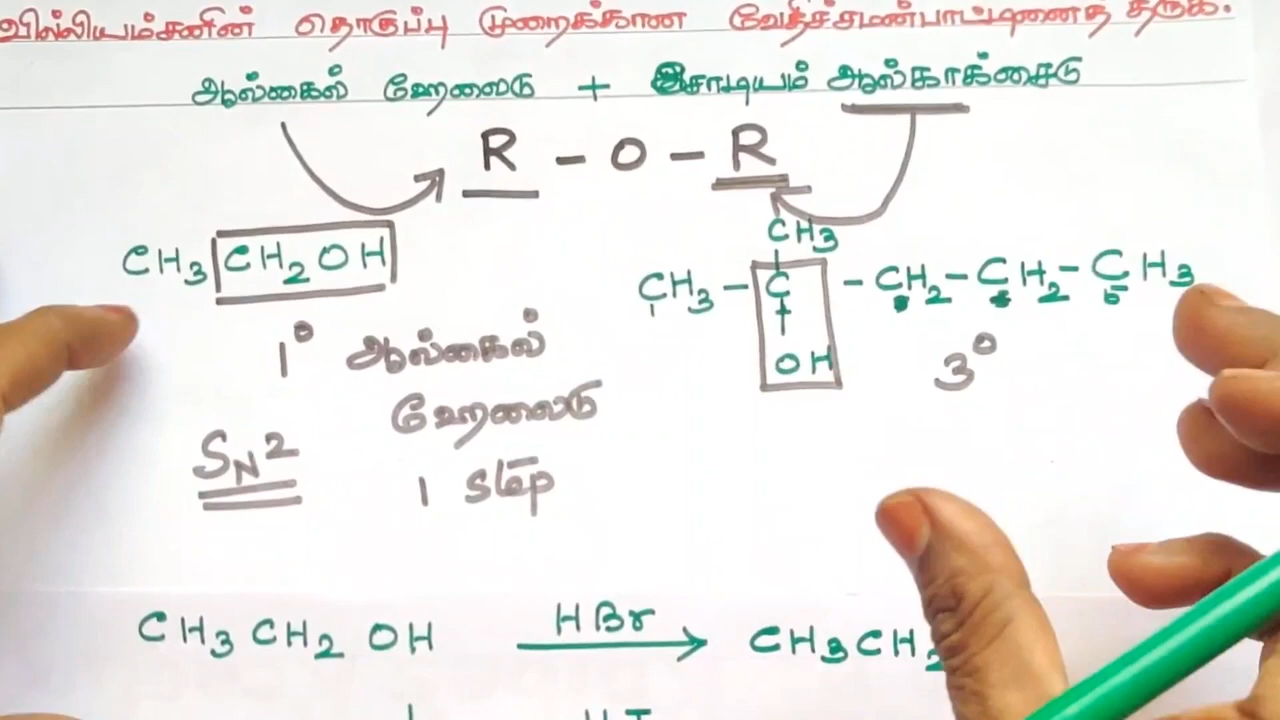 வில்லியம்சனின் தொகுப்பு முறைக்கான வேதிச்சமன்பாட்டினைத் தருக.
ஆல்கைல் ஹேலைடு + சோடியம் ஆல்காக்சைடு
R - O - R
CH3
CH3 CH2OH
CH3 - C - CH2 - CH2 - CH3
OH
1° ஆல்கைல்
ஹேலைடு
3°
SN2
1 step
CH3 CH2 OH HBr → CH3CH2